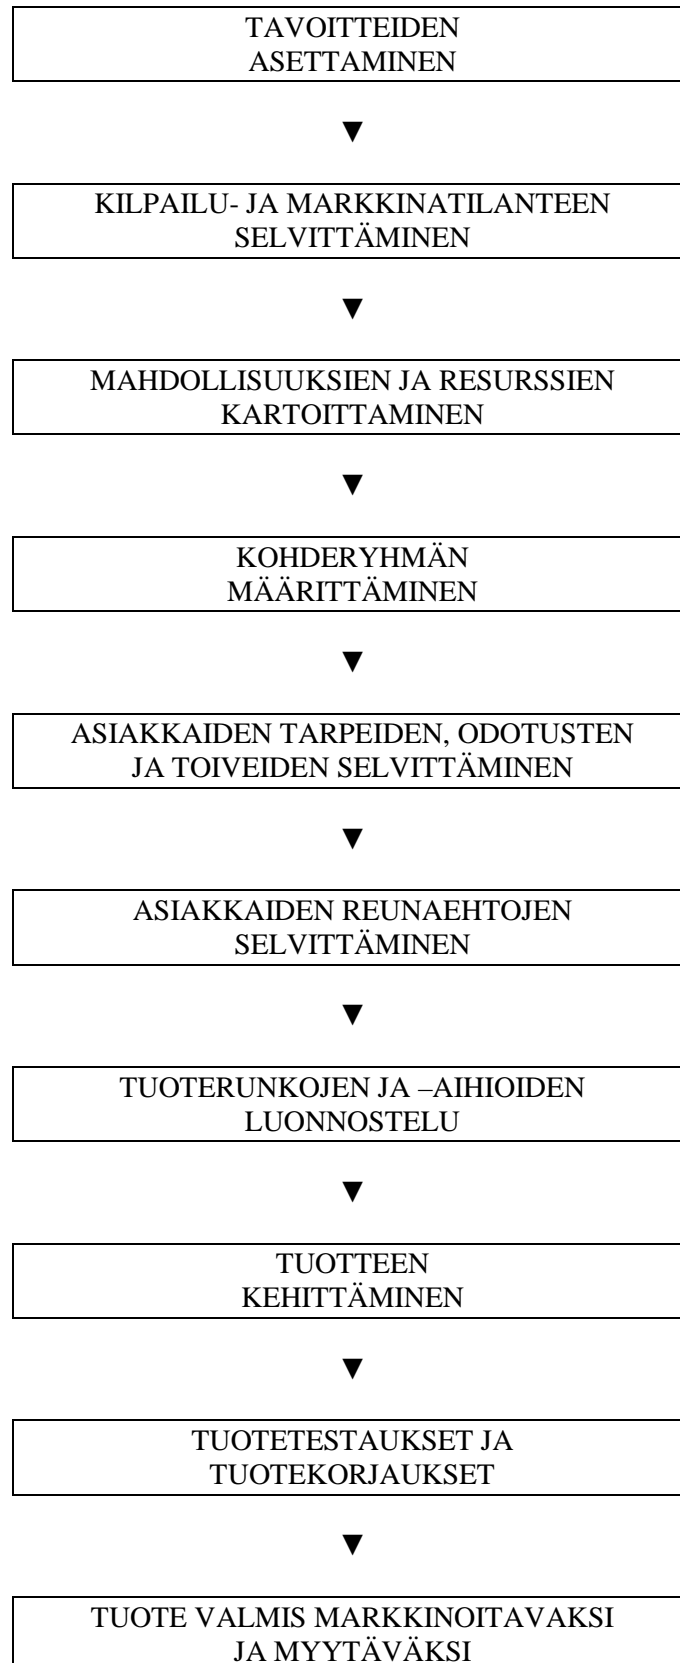 TAVOITTEIDEN
ASETTAMINEN
▼
KILPAILU- JA MARKKINATILANTEEN
SELVITTÄMINEN
▼
MAHDOLLISUUKSIEN JA RESURSSIEN
KARTOITTAMINEN
▼
KOHDERYHMÄN
MÄÄRITTÄMINEN
▼
ASIAKKAIDEN TARPEIDEN, ODOTUSTEN
JA TOIVEIDEN SELVITTÄMINEN
▼
ASIAKKAIDEN REUNAEHTOJEN
SELVITTÄMINEN
▼
TUOTERUNKOJEN JA –AIHIOIDEN
LUONNOSTELU
▼
TUOTTEEN
KEHITTÄMINEN
▼
TUOTETESTAUKSET JA
TUOTEKORJAUKSET
▼
TUOTE VALMIS MARKKINOITAVAKSI
JA MYYTÄVÄKSI